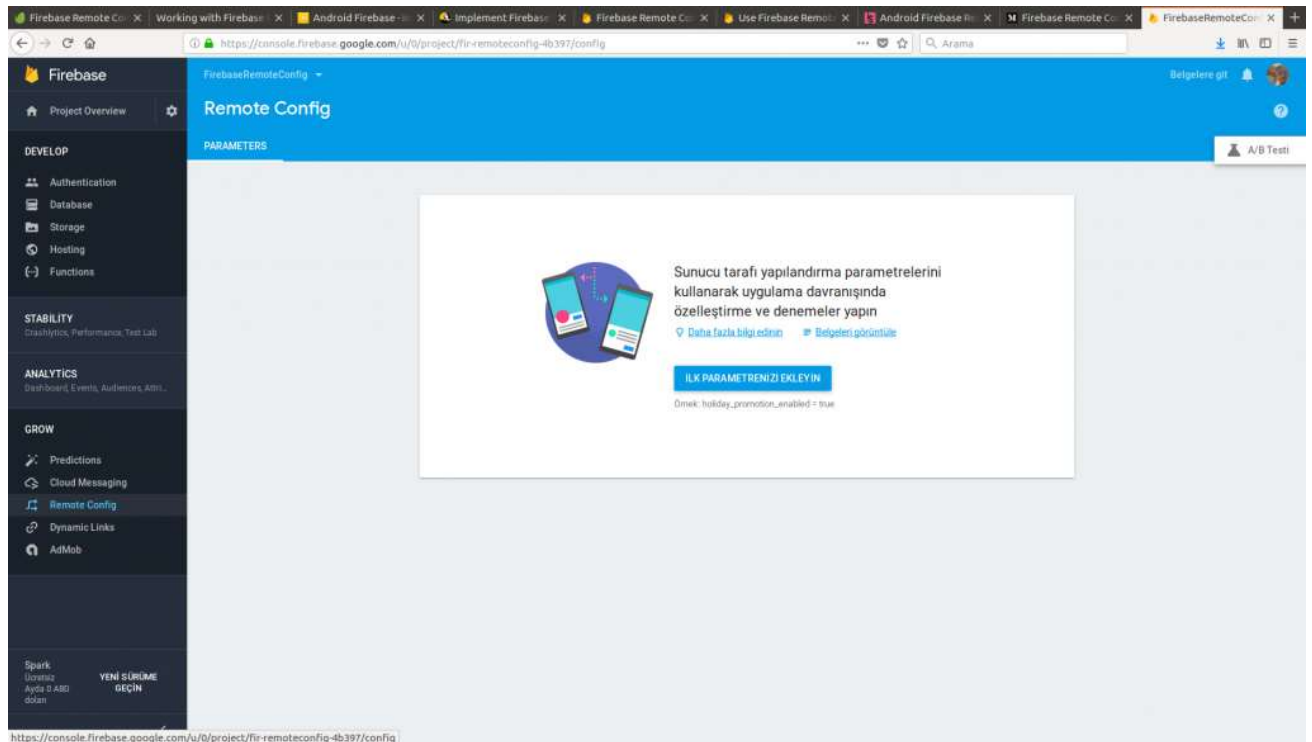 Firebase Remote Co
Working with Firebase
Android Firebase -
Implement Firebase
Firebase Remote Co
Use Firebase Remot
Android Firebase Re
Firebase Remote Co
FirebaseRemoteCon
https://console.firebase.google.com/u/0/project/fir-remoteconfig-4b397/config
Arama
Firebase
FirebaseRemoteConfig
Belgelere git
Project Overview
Remote Config
DEVELOP
PARAMETERS
A/B Testi
Authentication
Database
Storage
Hosting
Functions
Sunucu tarafı yapılandırma parametrelerini
kullanarak uygulama davranışında
özelleştirme ve denemeler yapın
Daha fazla bilgi edinin Belgeleri görüntüle
İLK PARAMETRENİZİ EKLEYİN
Örnek: holiday_promotion_enabled = true
STABILITY
Crashlytics, Performance, Test Lab
ANALYTİCS
Dashboard, Events, Audiences, Attri...
GROW
Predictions
Cloud Messaging
Remote Config
Dynamic Links
AdMob
Spark
Ücretsiz
Ayda 0 ABD
doları
YENİ SÜRÜME
GEÇİN
https://console.firebase.google.com/u/0/project/fir-remoteconfig-4b397/config